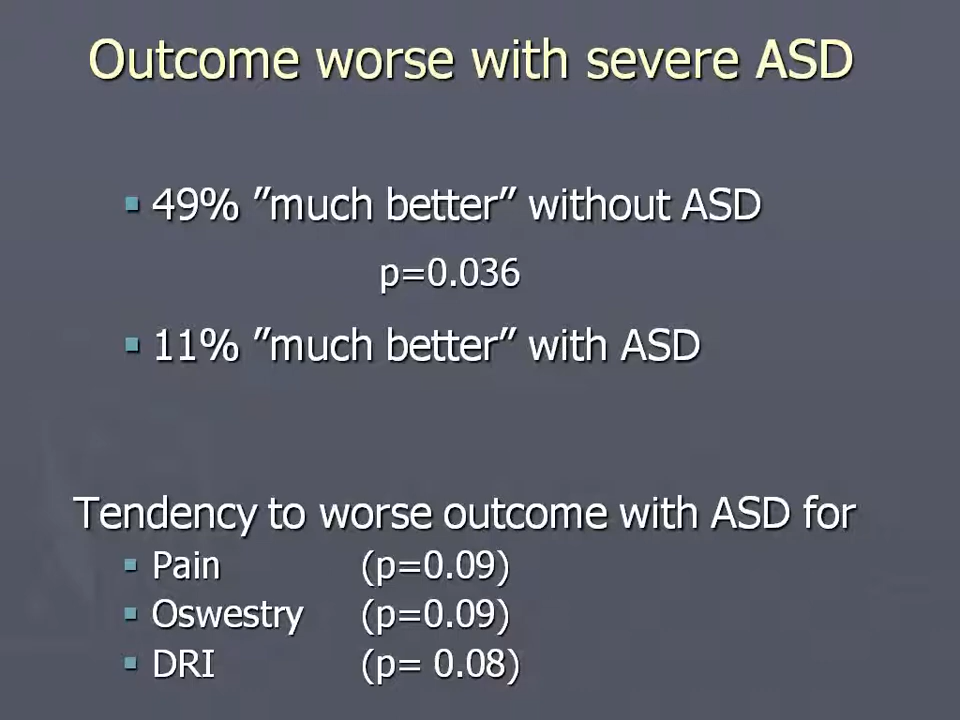 Outcome worse with severe ASD
▪ 49% ”much better” without ASD
p=0.036
▪ 11% ”much better” with ASD
Tendency to worse outcome with ASD for
▪ Pain (p=0.09)
▪ Oswestry (p=0.09)
▪ DRI (p= 0.08)